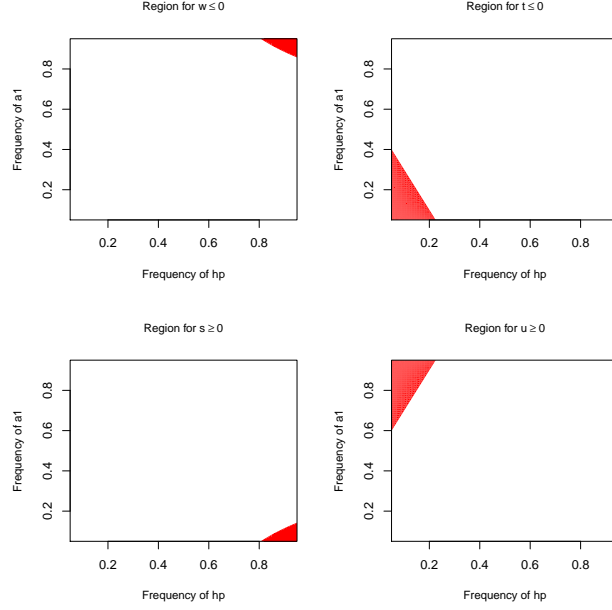 Region for w ≤ 0
Frequency of a1
0.2 0.4 0.6 0.8
0.2 0.4 0.6 0.8
Frequency of hp
Region for t ≤ 0
Frequency of a1
0.2 0.4 0.6 0.8
0.2 0.4 0.6 0.8
Frequency of hp
Region for s ≥ 0
Frequency of a1
0.2 0.4 0.6 0.8
0.2 0.4 0.6 0.8
Frequency of hp
Region for u ≥ 0
Frequency of a1
0.2 0.4 0.6 0.8
0.2 0.4 0.6 0.8
Frequency of hp